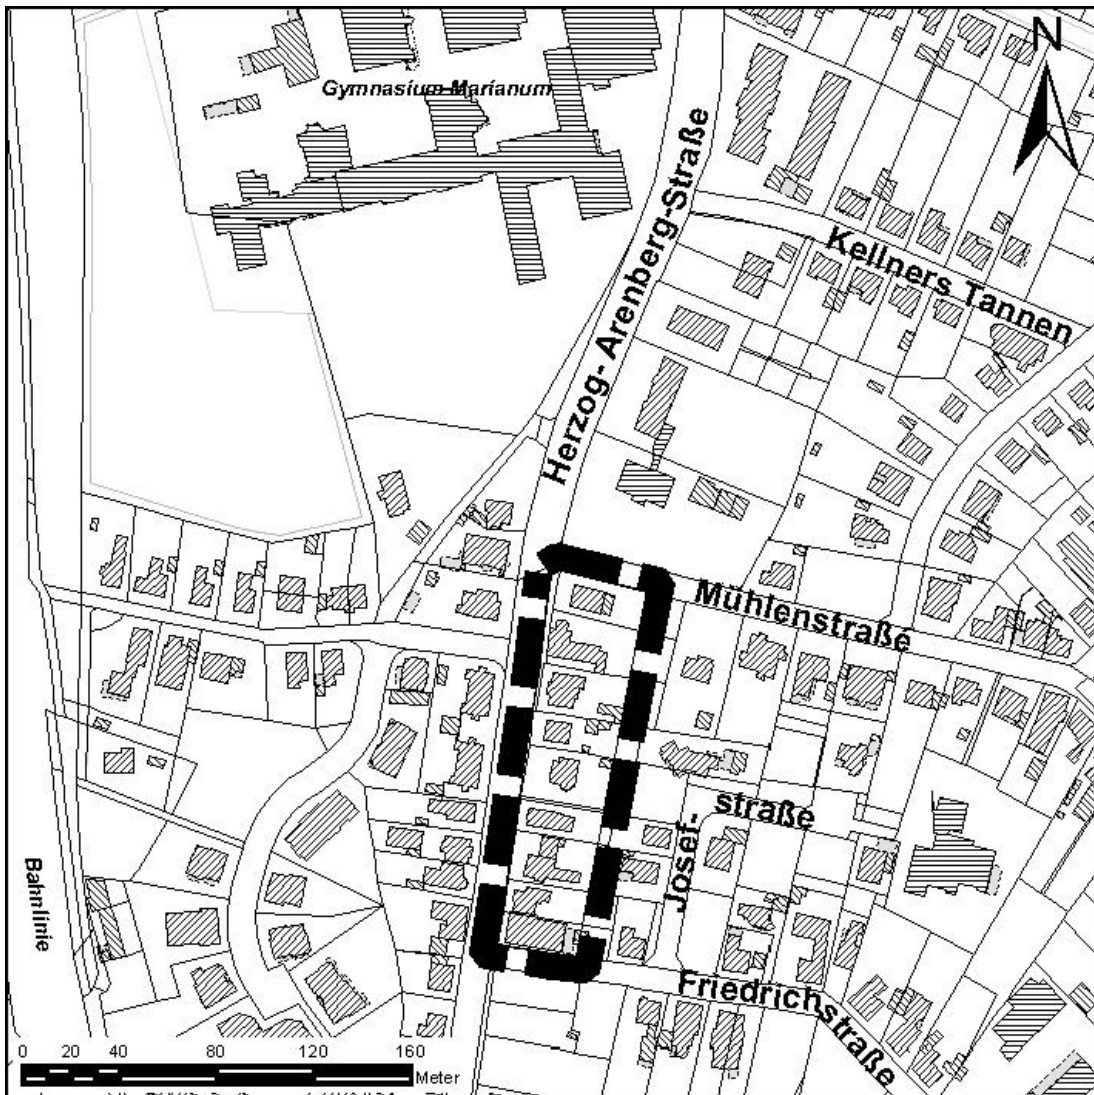 N
Gymnasium Marianum
Herzog- Arenberg-Straße
Kellners Tannen
Mühlenstraße
Josef-
straße
Bahnlinie
Friedrichstraße
0 20 40 80 120 160
Meter